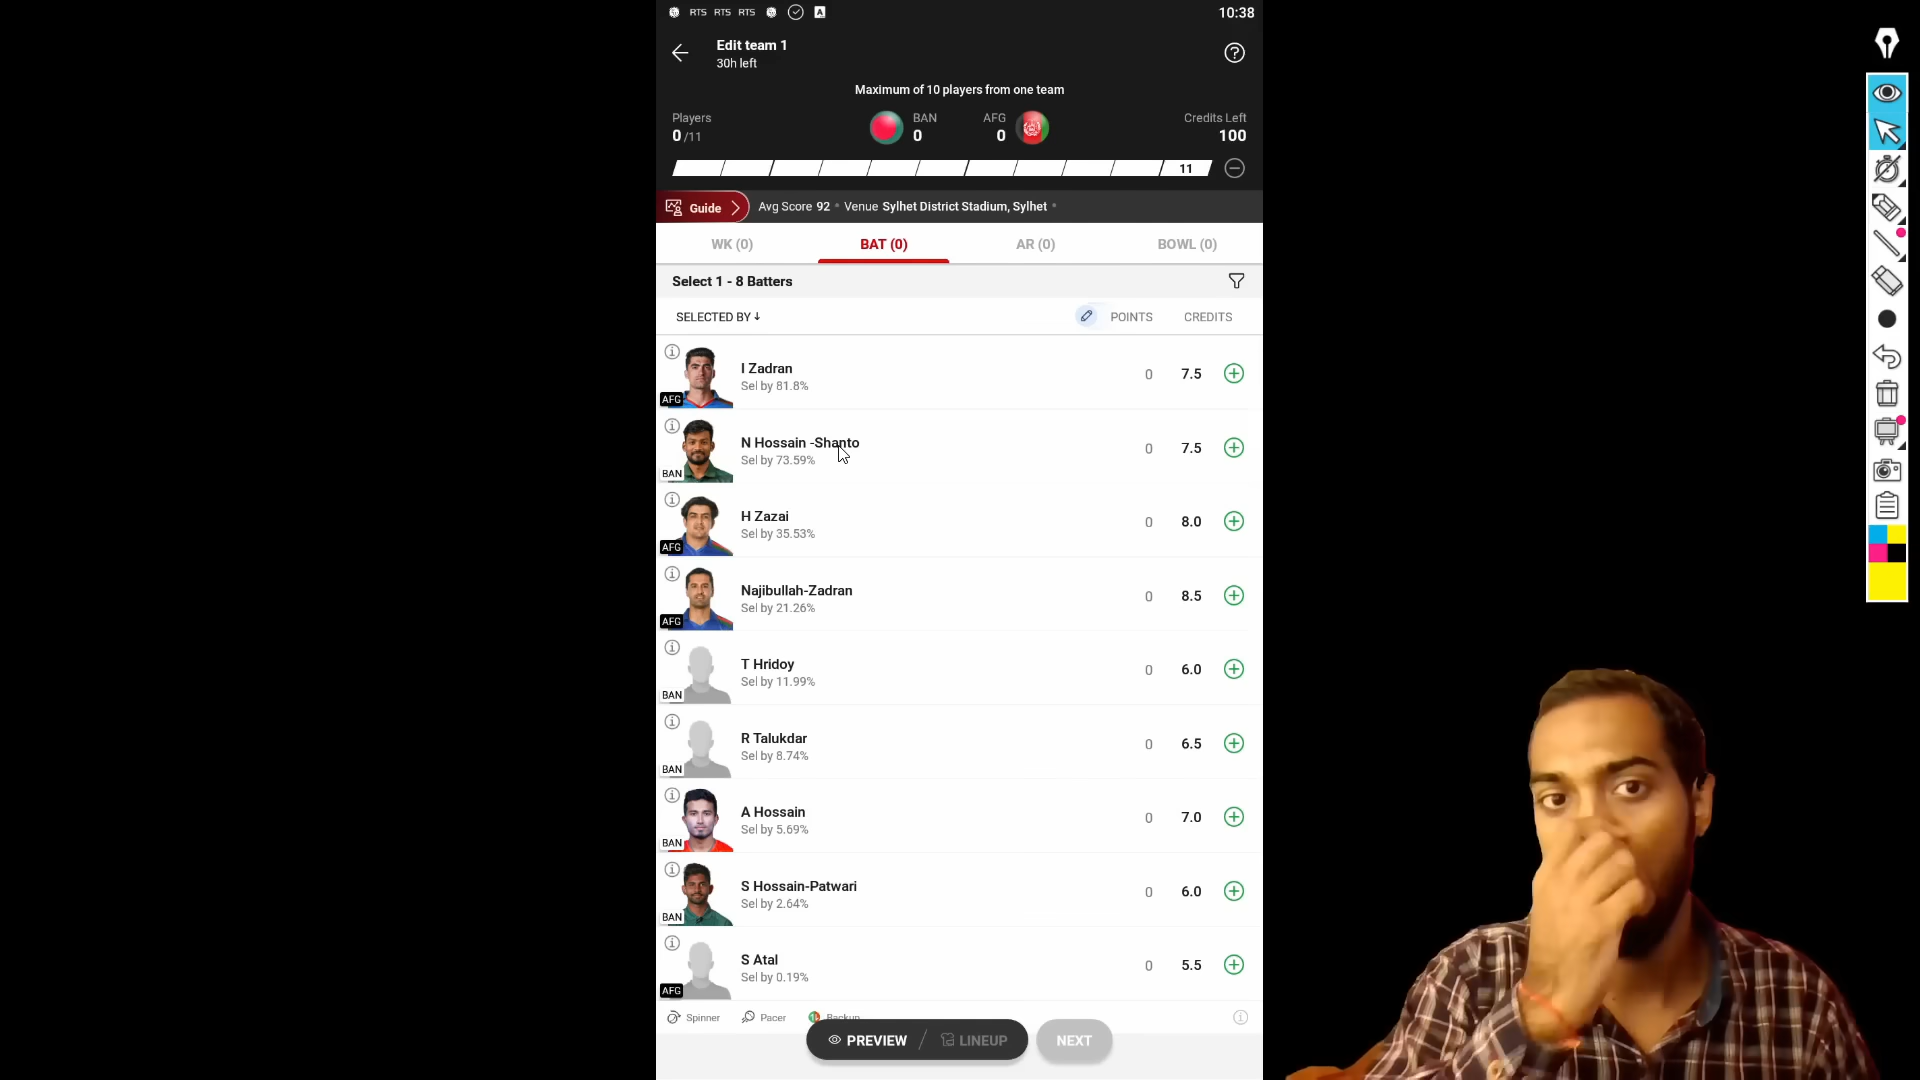 RTS RTS RTS A 10:38
Edit team 1
30h left
Maximum of 10 players from one team
Players BAN AFG Credits Left
0 /11 0 0 100
11
Guide Avg Score 92 • Venue Sylhet District Stadium, Sylhet •
WK (0) BAT (0) AR (0) BOWL (0)
Select 1 - 8 Batters
SELECTED BY ↓ POINTS CREDITS
I Zadran
Sel by 81.8%
AFG 0 7.5
N Hossain -Shanto
Sel by 73.59%
BAN 0 7.5
H Zazai
Sel by 35.53%
AFG 0 8.0
Najibullah-Zadran
Sel by 21.26%
AFG 0 8.5
T Hridoy
Sel by 11.99%
BAN 0 6.0
R Talukdar
Sel by 8.74%
BAN 0 6.5
A Hossain
Sel by 5.69%
BAN 0 7.0
S Hossain-Patwari
Sel by 2.64%
BAN 0 6.0
S Atal
Sel by 0.19%
AFG 0 5.5
Spinner Pacer Backup
PREVIEW LINEUP NEXT